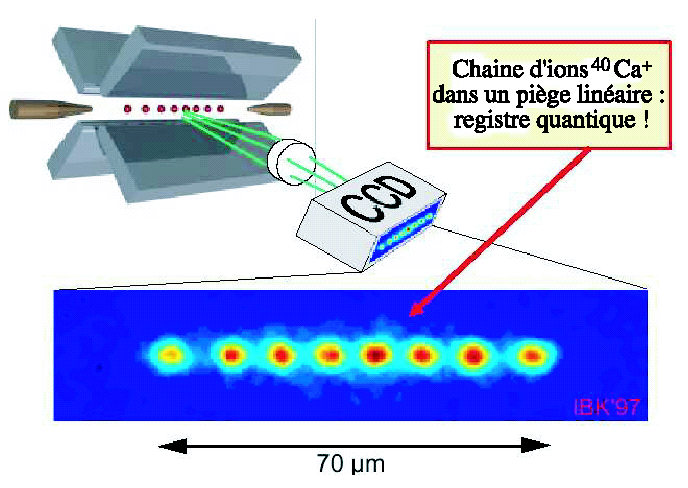 Chaine d'ions ⁴⁰Ca⁺
dans un piège linéaire :
registre quantique !
CCD
IBK'97
70 µm